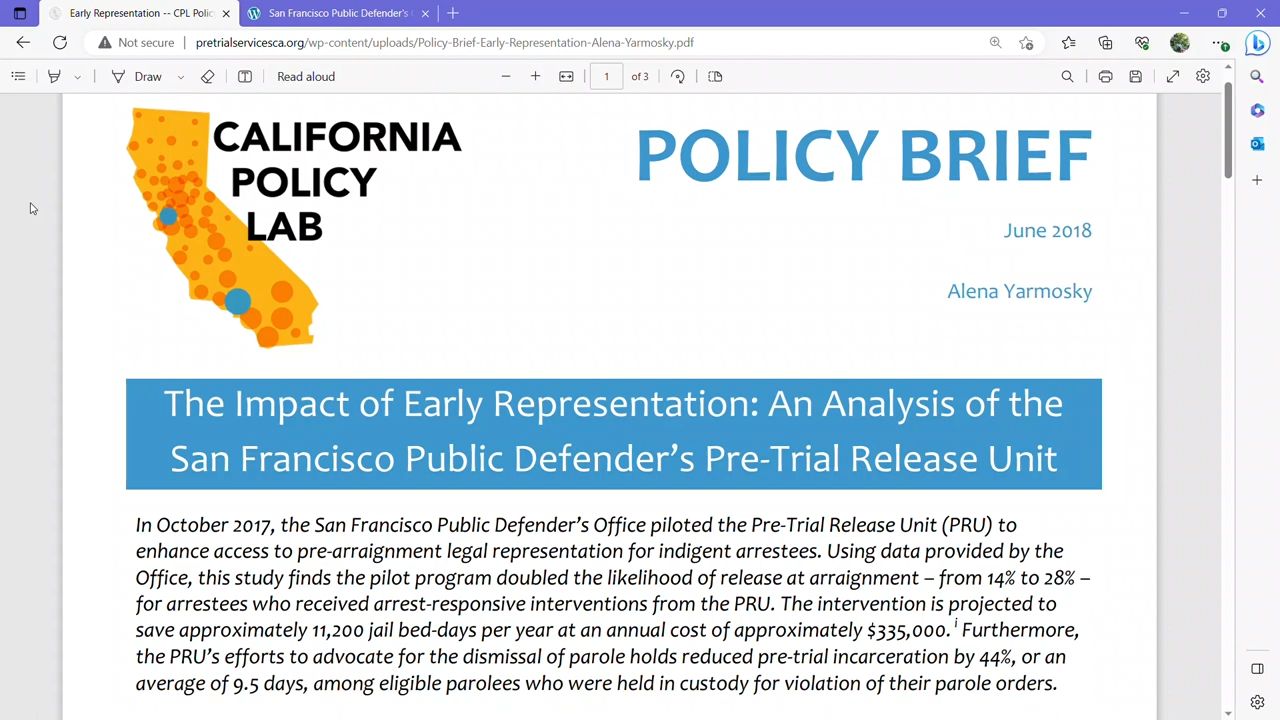 Early Representation -- CPL Polic
San Francisco Public Defender's
Not secure
pretrialservicesca.org/wp-content/uploads/Policy-Brief-Early-Representation-Alena-Yarmosky.pdf
Draw
Read aloud
1
of 3
CALIFORNIA
POLICY
LAB
POLICY BRIEF
June 2018
Alena Yarmosky
The Impact of Early Representation: An Analysis of the
San Francisco Public Defender's Pre-Trial Release Unit
In October 2017, the San Francisco Public Defender's Office piloted the Pre-Trial Release Unit (PRU) to
enhance access to pre-arraignment legal representation for indigent arrestees. Using data provided by the
Office, this study finds the pilot program doubled the likelihood of release at arraignment – from 14% to 28% –
for arrestees who received arrest-responsive interventions from the PRU. The intervention is projected to
save approximately 11,200 jail bed-days per year at an annual cost of approximately $335,000. i Furthermore,
the PRU's efforts to advocate for the dismissal of parole holds reduced pre-trial incarceration by 44%, or an
average of 9.5 days, among eligible parolees who were held in custody for violation of their parole orders.